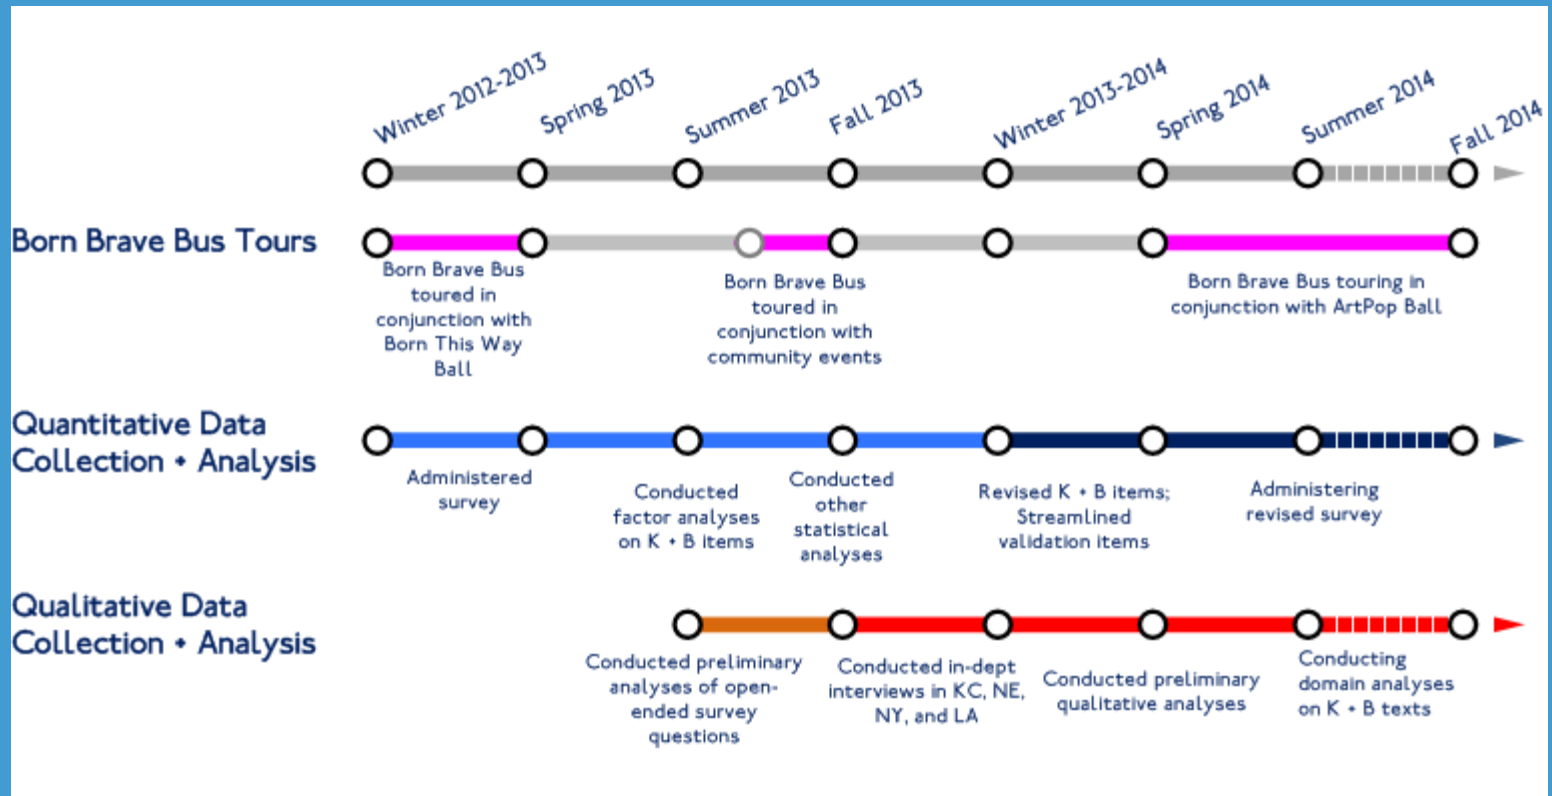 Winter 2012-2013
Spring 2013
Summer 2013
Fall 2013
Winter 2013-2014
Spring 2014
Summer 2014
Fall 2014
Born Brave Bus Tours
Born Brave Bus
toured in
conjunction with
Born This Way
Ball
Born Brave Bus
toured in
conjunction with
community events
Born Brave Bus touring in
conjunction with ArtPop Ball
Quantitative Data
Collection + Analysis
Administered
survey
Conducted
factor analyses
on K + B items
Conducted
other
statistical
analyses
Revised K + B items;
Streamlined
validation items
Administering
revised survey
Qualitative Data
Collection + Analysis
Conducted preliminary
analyses of open-
ended survey
questions
Conducted in-dept
interviews in KC, NE,
NY, and LA
Conducted preliminary
qualitative analyses
Conducting
domain analyses
on K + B texts